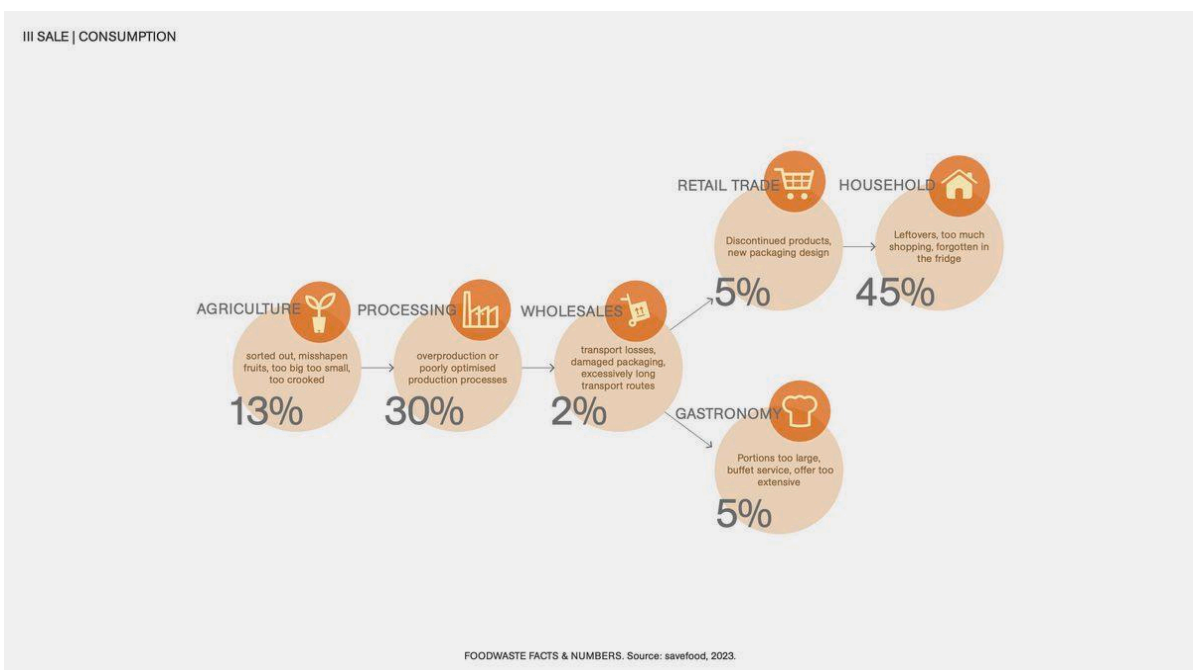 III SALE | CONSUMPTION
AGRICULTURE
sorted out, misshapen
fruits, too big too small,
too crooked
13%
PROCESSING
overproduction or
poorly optimised
production processes
30%
WHOLESALES
transport losses,
damaged packaging,
excessively long
transport routes
2%
RETAIL TRADE
Discontinued products,
new packaging design
5%
HOUSEHOLD
Leftovers, too much
shopping, forgotten in
the fridge
45%
GASTRONOMY
Portions too large,
buffet service, offer too
extensive
5%
FOODWASTE FACTS & NUMBERS. Source: savefood, 2023.